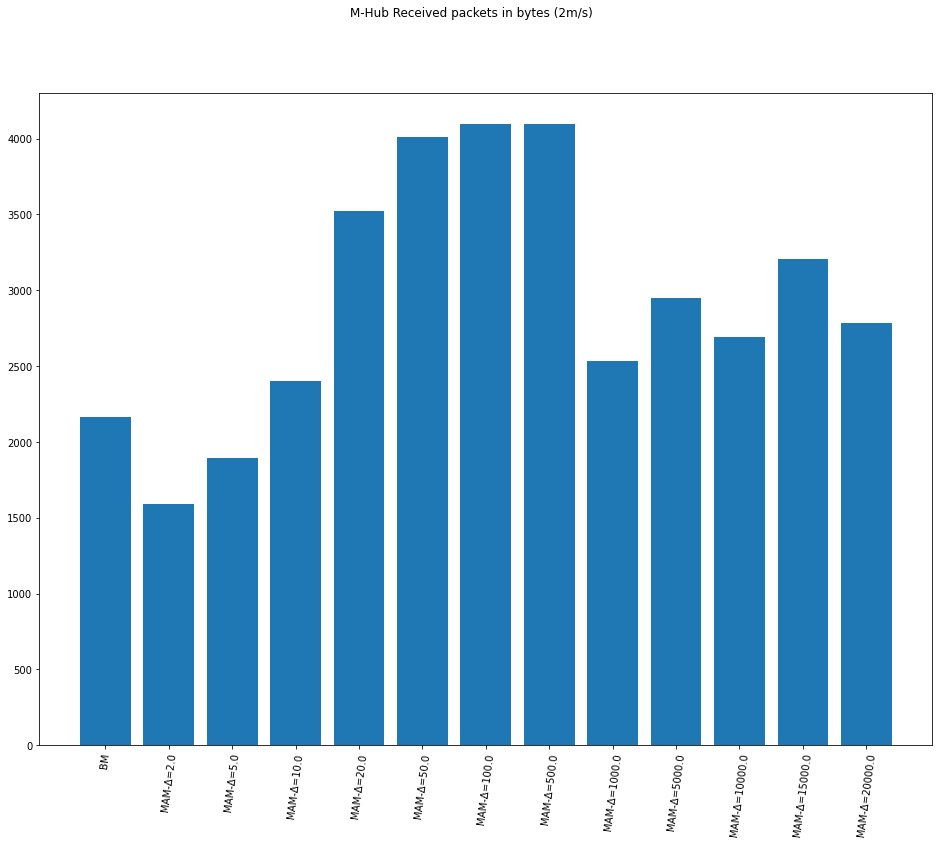 M-Hub Received packets in bytes (2m/s)
4000
3500
3000
2500
2000
1500
1000
500
0
BM
MAM-Δ=2.0
MAM-Δ=5.0
MAM-Δ=10.0
MAM-Δ=20.0
MAM-Δ=50.0
MAM-Δ=100.0
MAM-Δ=500.0
MAM-Δ=1000.0
MAM-Δ=5000.0
MAM-Δ=10000.0
MAM-Δ=15000.0
MAM-Δ=20000.0